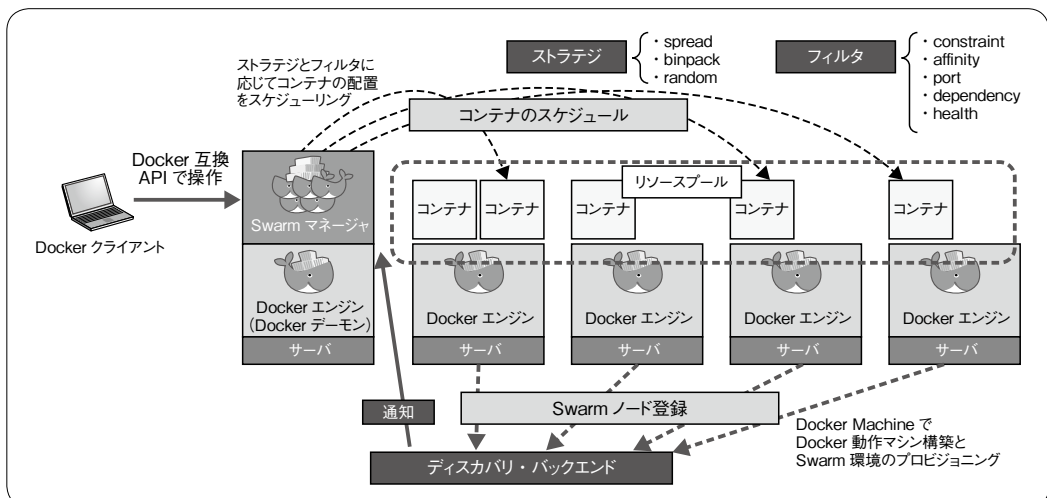 ストラテジ
・spread
・binpack
・random
フィルタ
・constraint
・affinity
・port
・dependency
・health
ストラテジとフィルタに
応じてコンテナの配置
をスケジューリング
コンテナのスケジュール
Docker 互換
API で操作
Docker クライアント
Swarm マネージャ
Docker エンジン
(Docker デーモン)
サーバ
リソースプール
コンテナ
コンテナ
コンテナ
コンテナ
コンテナ
Docker エンジン
Docker エンジン
Docker エンジン
Docker エンジン
サーバ
サーバ
サーバ
サーバ
通知
Swarm ノード登録
ディスカバリ・バックエンド
Docker Machine で
Docker 動作マシン構築と
Swarm 環境のプロビジョニング